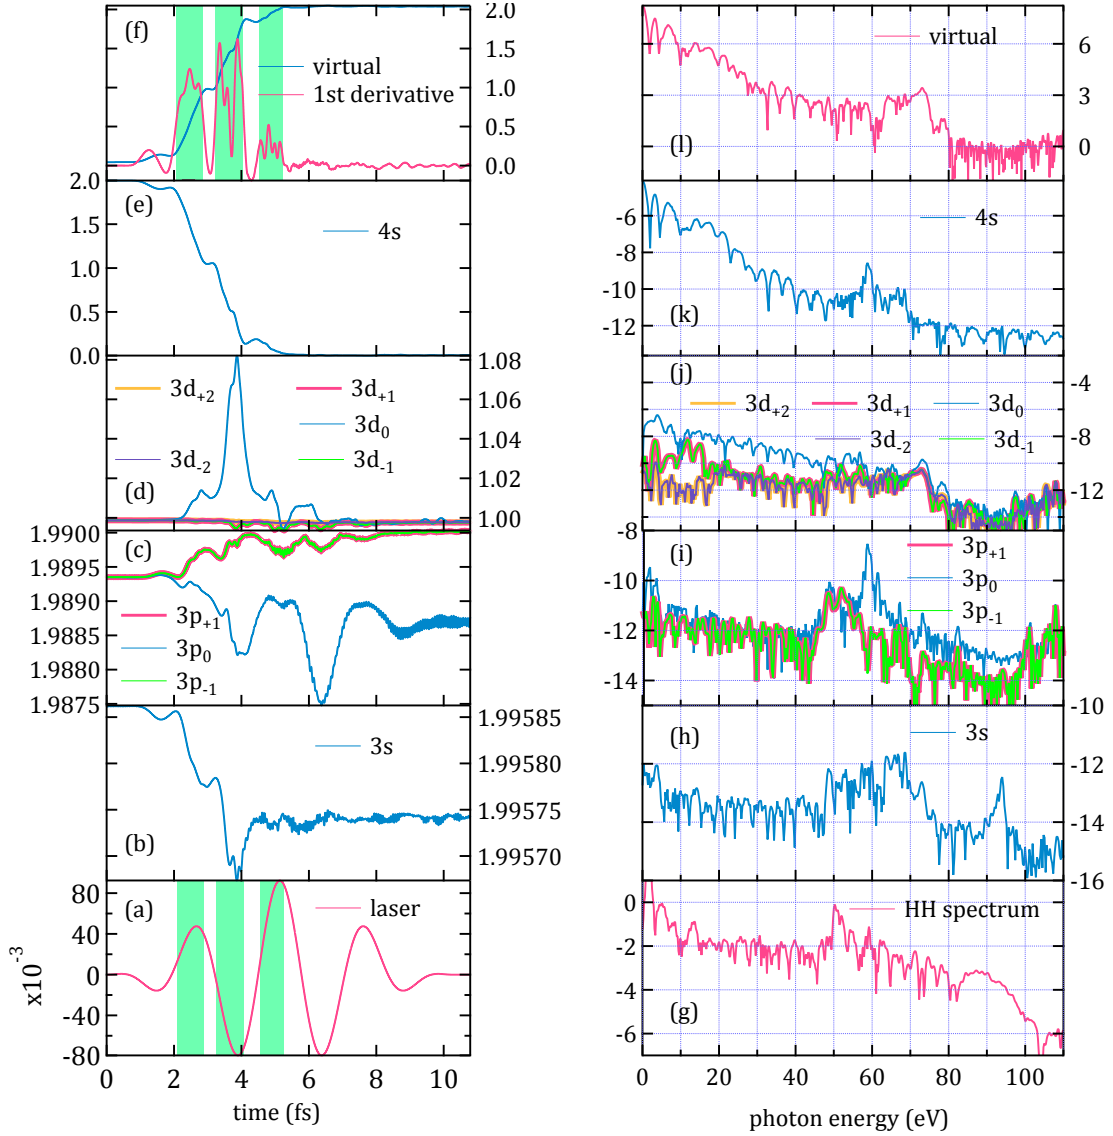 (f)
2.0
1.5
1.0
0.5
0.0
virtual
1st derivative
2.0
1.5
1.0
0.5
0.0
(e)
4s
3d+2
3d+1
3d0
3d-2
3d-1
(d)
1.08
1.06
1.04
1.02
1.00
1.9900
1.9895
1.9890
1.9885
1.9880
1.9875
(c)
3p+1
3p0
3p-1
3s
(b)
1.99585
1.99580
1.99575
1.99570
80
40
0
-40
-80
x10-3
(a)
laser
0 2 4 6 8 10
time (fs)
6
3
0
virtual
(l)
-6
-8
-10
-12
4s
(k)
(j)
3d+2
3d+1
3d0
3d-2
3d-1
-4
-8
-12
-8
-10
-12
-14
(i)
3p+1
3p0
3p-1
(h)
3s
-10
-12
-14
-16
0
-2
-4
-6
HH spectrum
(g)
0 20 40 60 80 100
photon energy (eV)